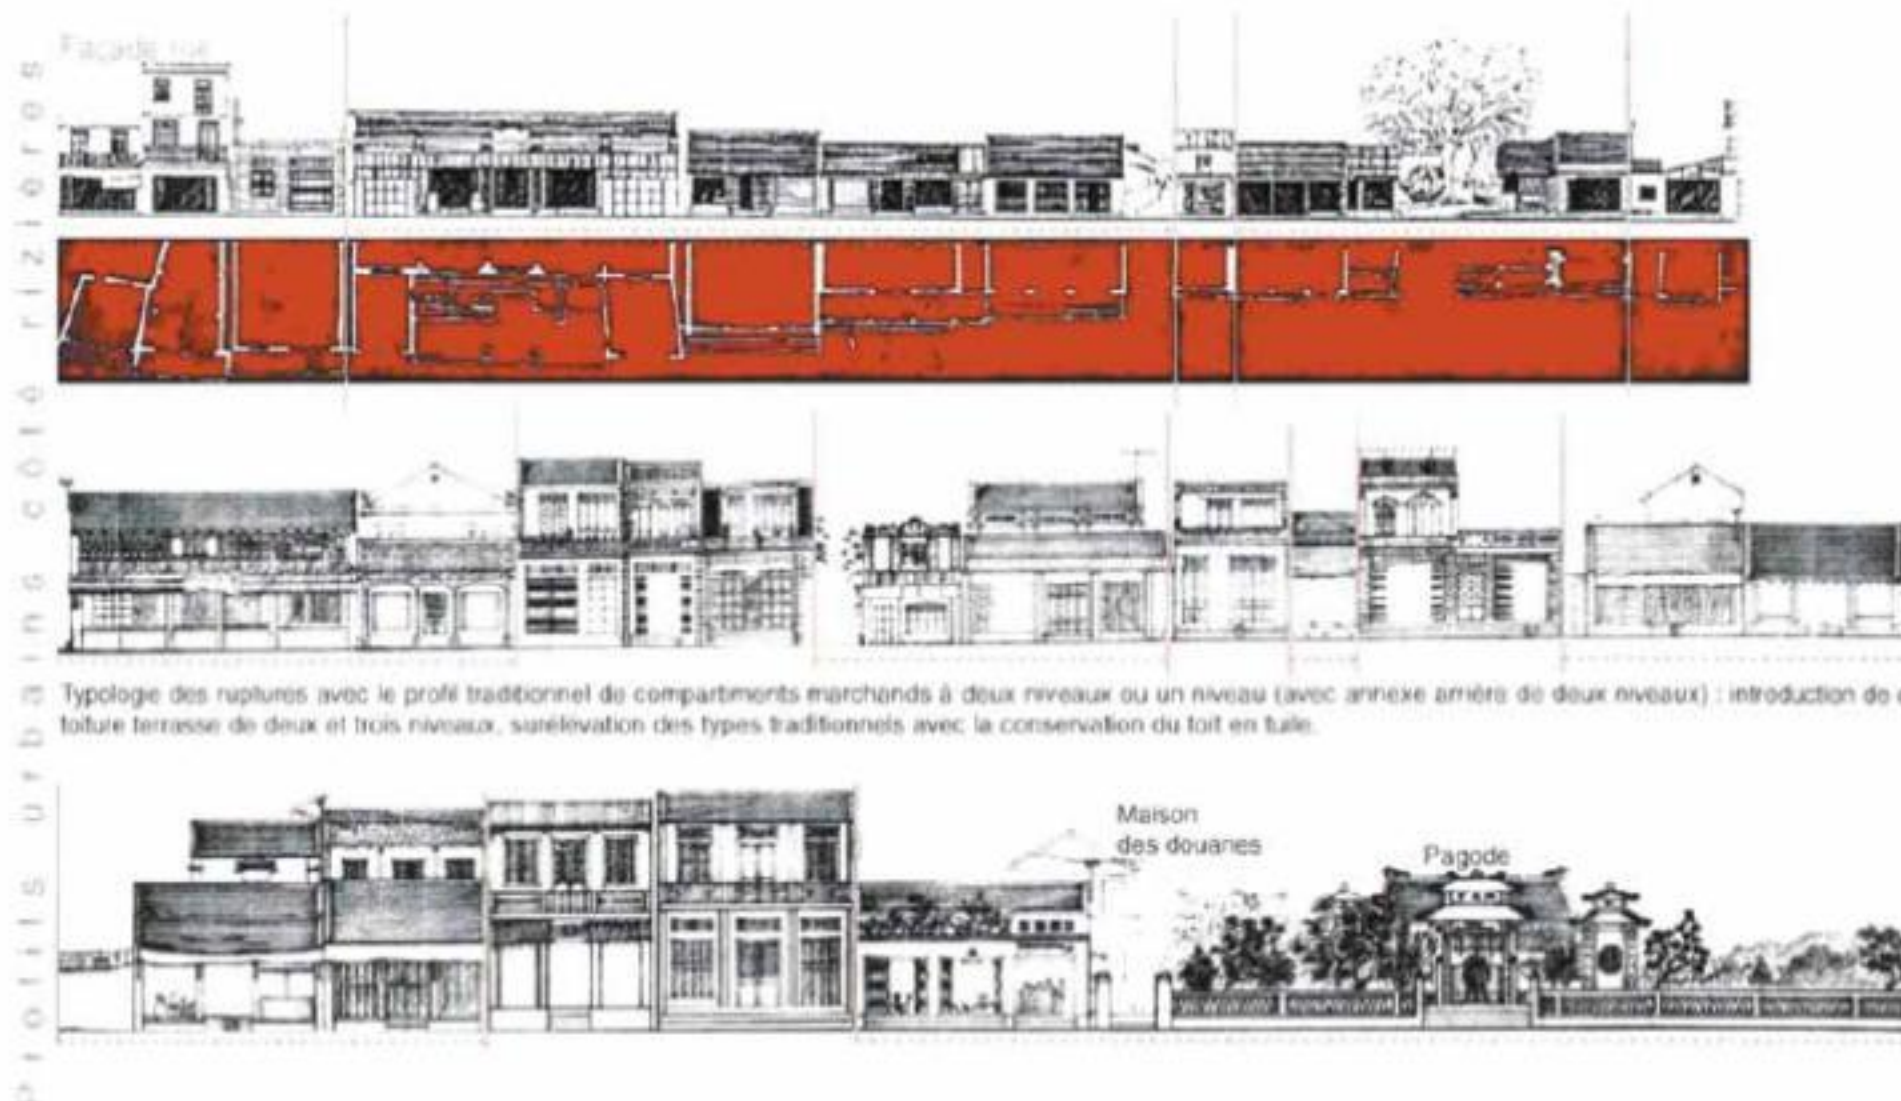 Façade rue
Typologie des ruptures avec le profil traditionnel de compartiments marchands à deux niveaux ou un niveau (avec annexe arrière de deux niveaux) : introduction de
toiture terrasse de deux et trois niveaux, surélévation des types traditionnels avec la conservation du toit en tuile.
Maison
des douanes
Pagode